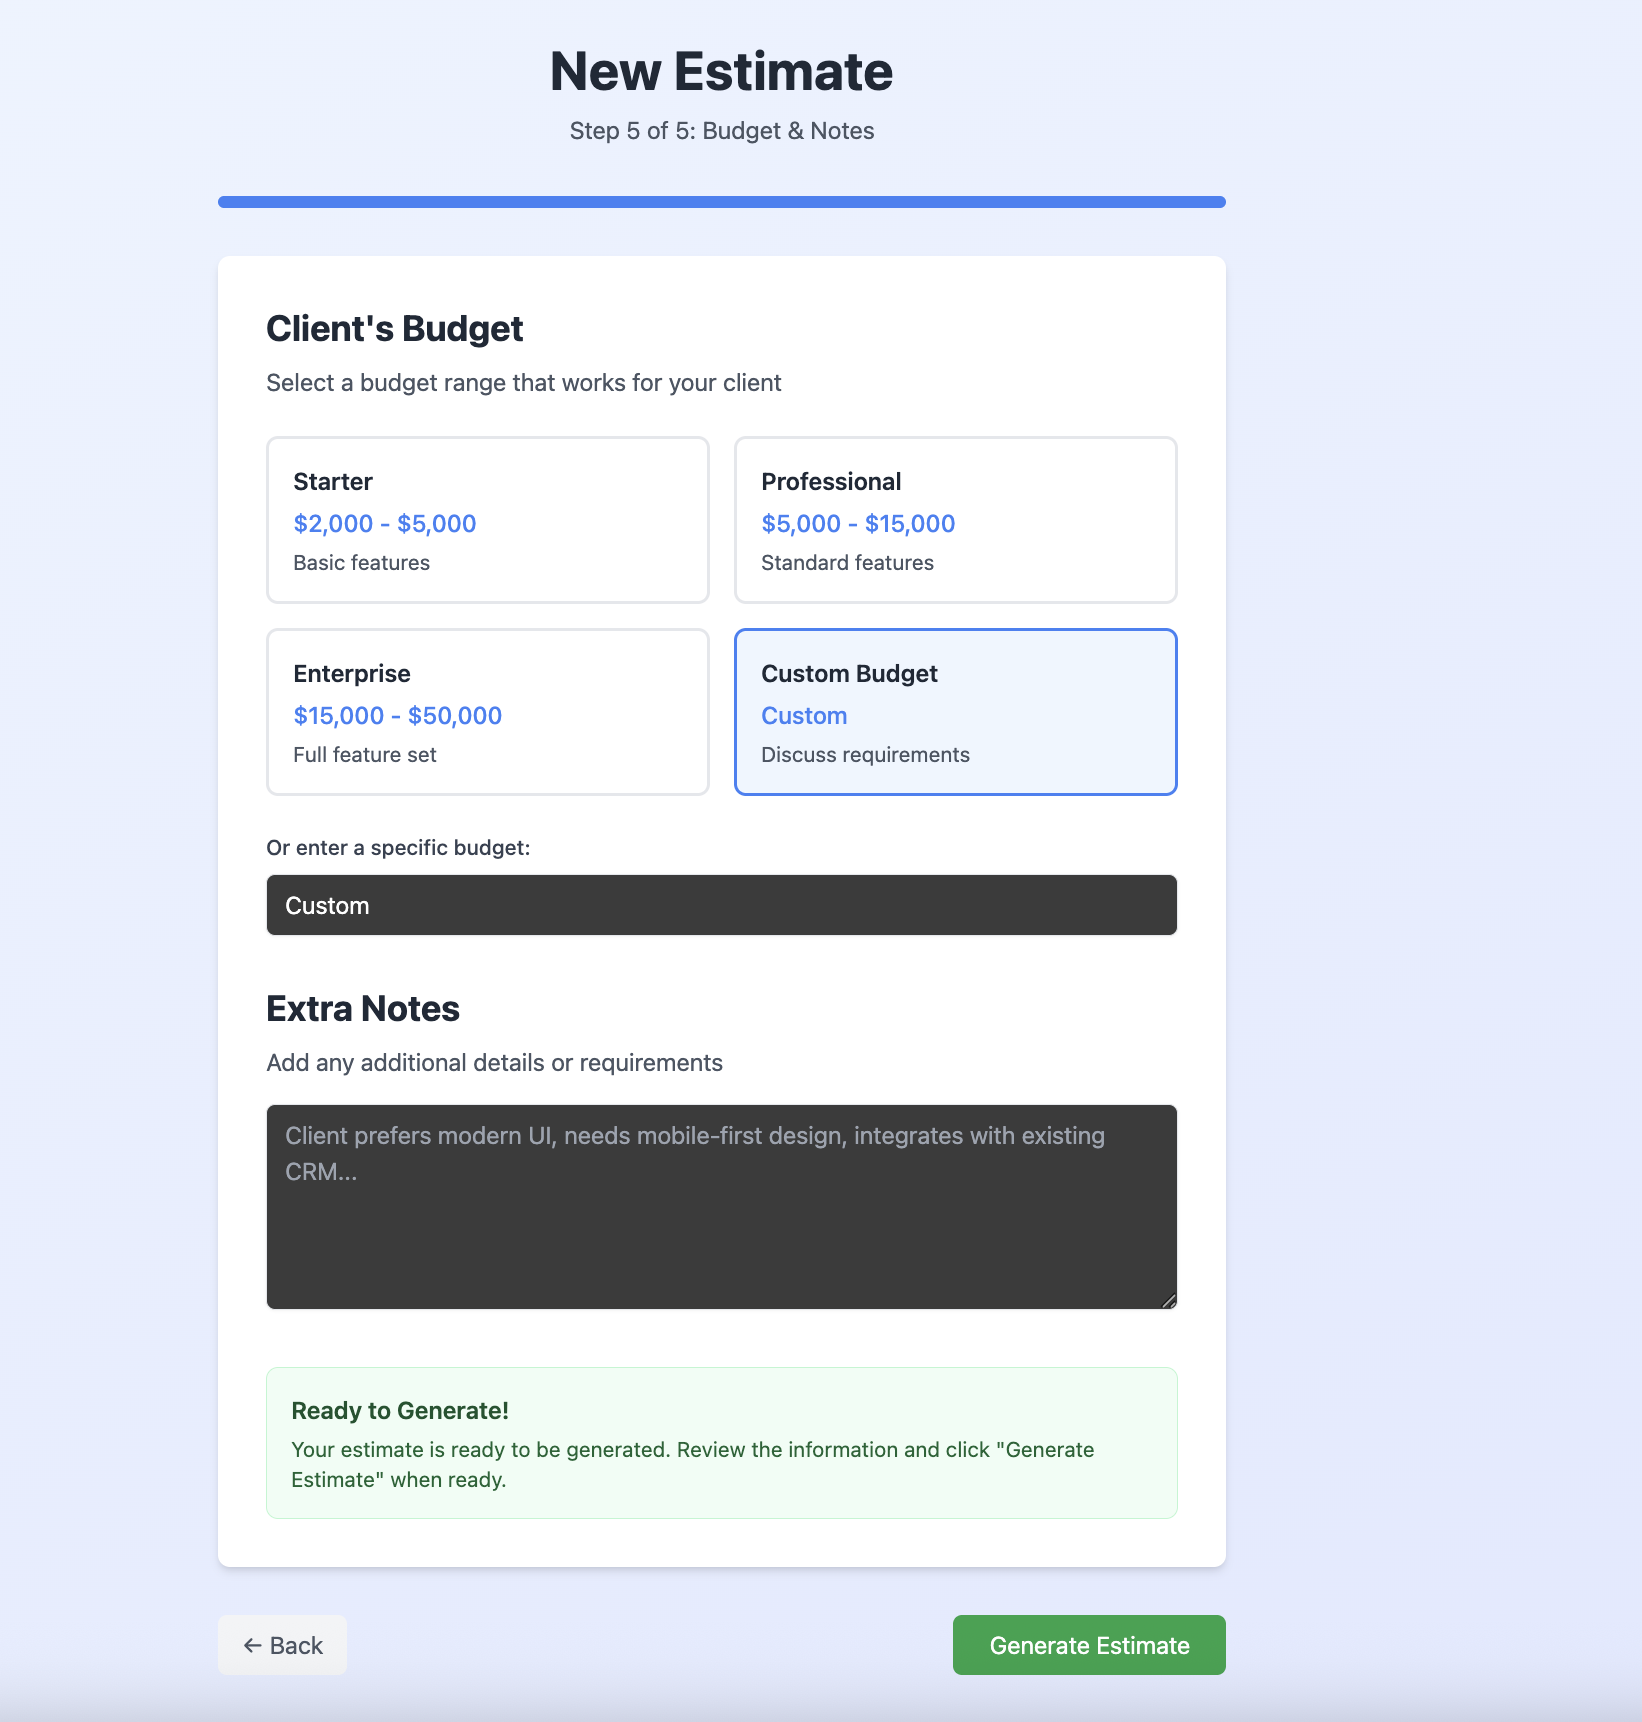 New Estimate
Step 5 of 5: Budget & Notes
Client's Budget
Select a budget range that works for your client
Starter
$2,000 - $5,000
Basic features
Professional
$5,000 - $15,000
Standard features
Enterprise
$15,000 - $50,000
Full feature set
Custom Budget
Custom
Discuss requirements
Or enter a specific budget:
Custom
Extra Notes
Add any additional details or requirements
Client prefers modern UI, needs mobile-first design, integrates with existing
CRM...
Ready to Generate!
Your estimate is ready to be generated. Review the information and click "Generate
Estimate" when ready.
← Back
Generate Estimate